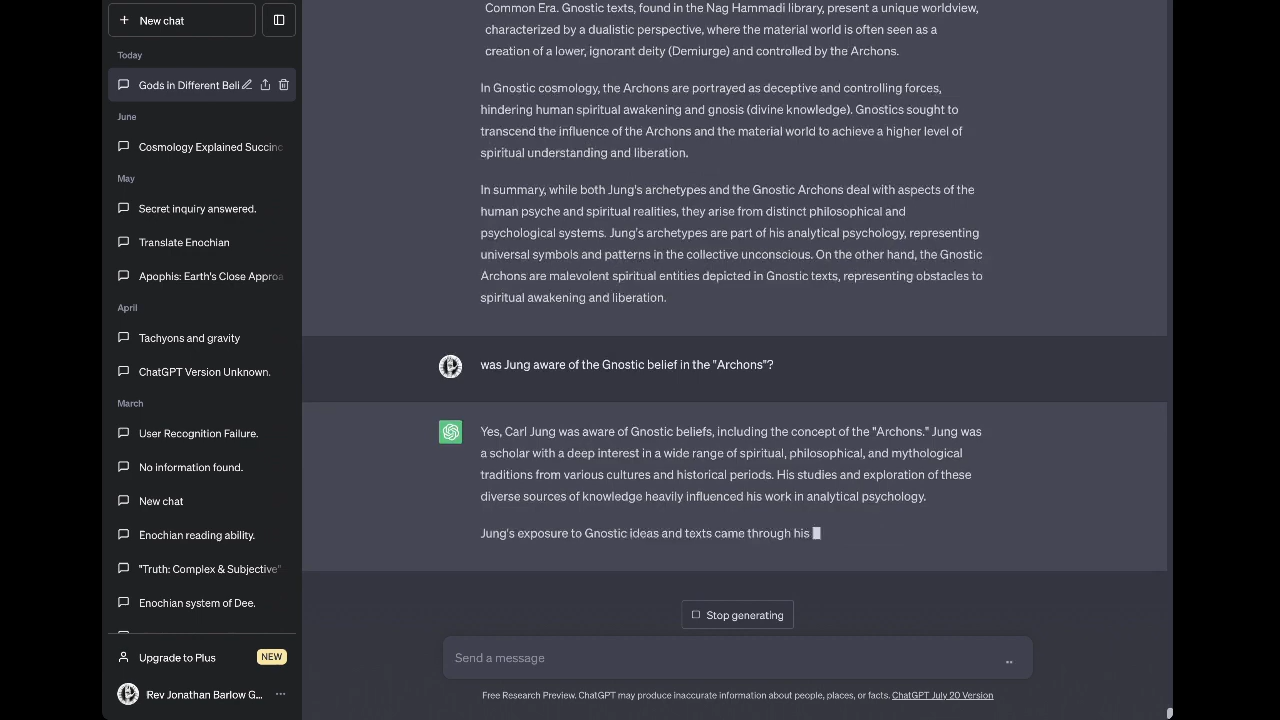 New chat
Today
Gods in Different Beli
June
Cosmology Explained Succinc
May
Secret inquiry answered.
Translate Enochian
Apophis: Earth's Close Approa
April
Tachyons and gravity
ChatGPT Version Unknown.
March
User Recognition Failure.
No information found.
New chat
Enochian reading ability.
"Truth: Complex & Subjective"
Enochian system of Dee.
Upgrade to Plus
NEW
Rev Jonathan Barlow G...
Common Era. Gnostic texts, found in the Nag Hammadi library, present a unique worldview,
characterized by a dualistic perspective, where the material world is often seen as a
creation of a lower, ignorant deity (Demiurge) and controlled by the Archons.
In Gnostic cosmology, the Archons are portrayed as deceptive and controlling forces,
hindering human spiritual awakening and gnosis (divine knowledge). Gnostics sought to
transcend the influence of the Archons and the material world to achieve a higher level of
spiritual understanding and liberation.
In summary, while both Jung's archetypes and the Gnostic Archons deal with aspects of the
human psyche and spiritual realities, they arise from distinct philosophical and
psychological systems. Jung's archetypes are part of his analytical psychology, representing
universal symbols and patterns in the collective unconscious. On the other hand, the Gnostic
Archons are malevolent spiritual entities depicted in Gnostic texts, representing obstacles to
spiritual awakening and liberation.
was Jung aware of the Gnostic belief in the "Archons"?
Yes, Carl Jung was aware of Gnostic beliefs, including the concept of the "Archons." Jung was
a scholar with a deep interest in a wide range of spiritual, philosophical, and mythological
traditions from various cultures and historical periods. His studies and exploration of these
diverse sources of knowledge heavily influenced his work in analytical psychology.
Jung's exposure to Gnostic ideas and texts came through his
Stop generating
Send a message
Free Research Preview. ChatGPT may produce inaccurate information about people, places, or facts. ChatGPT July 20 Version